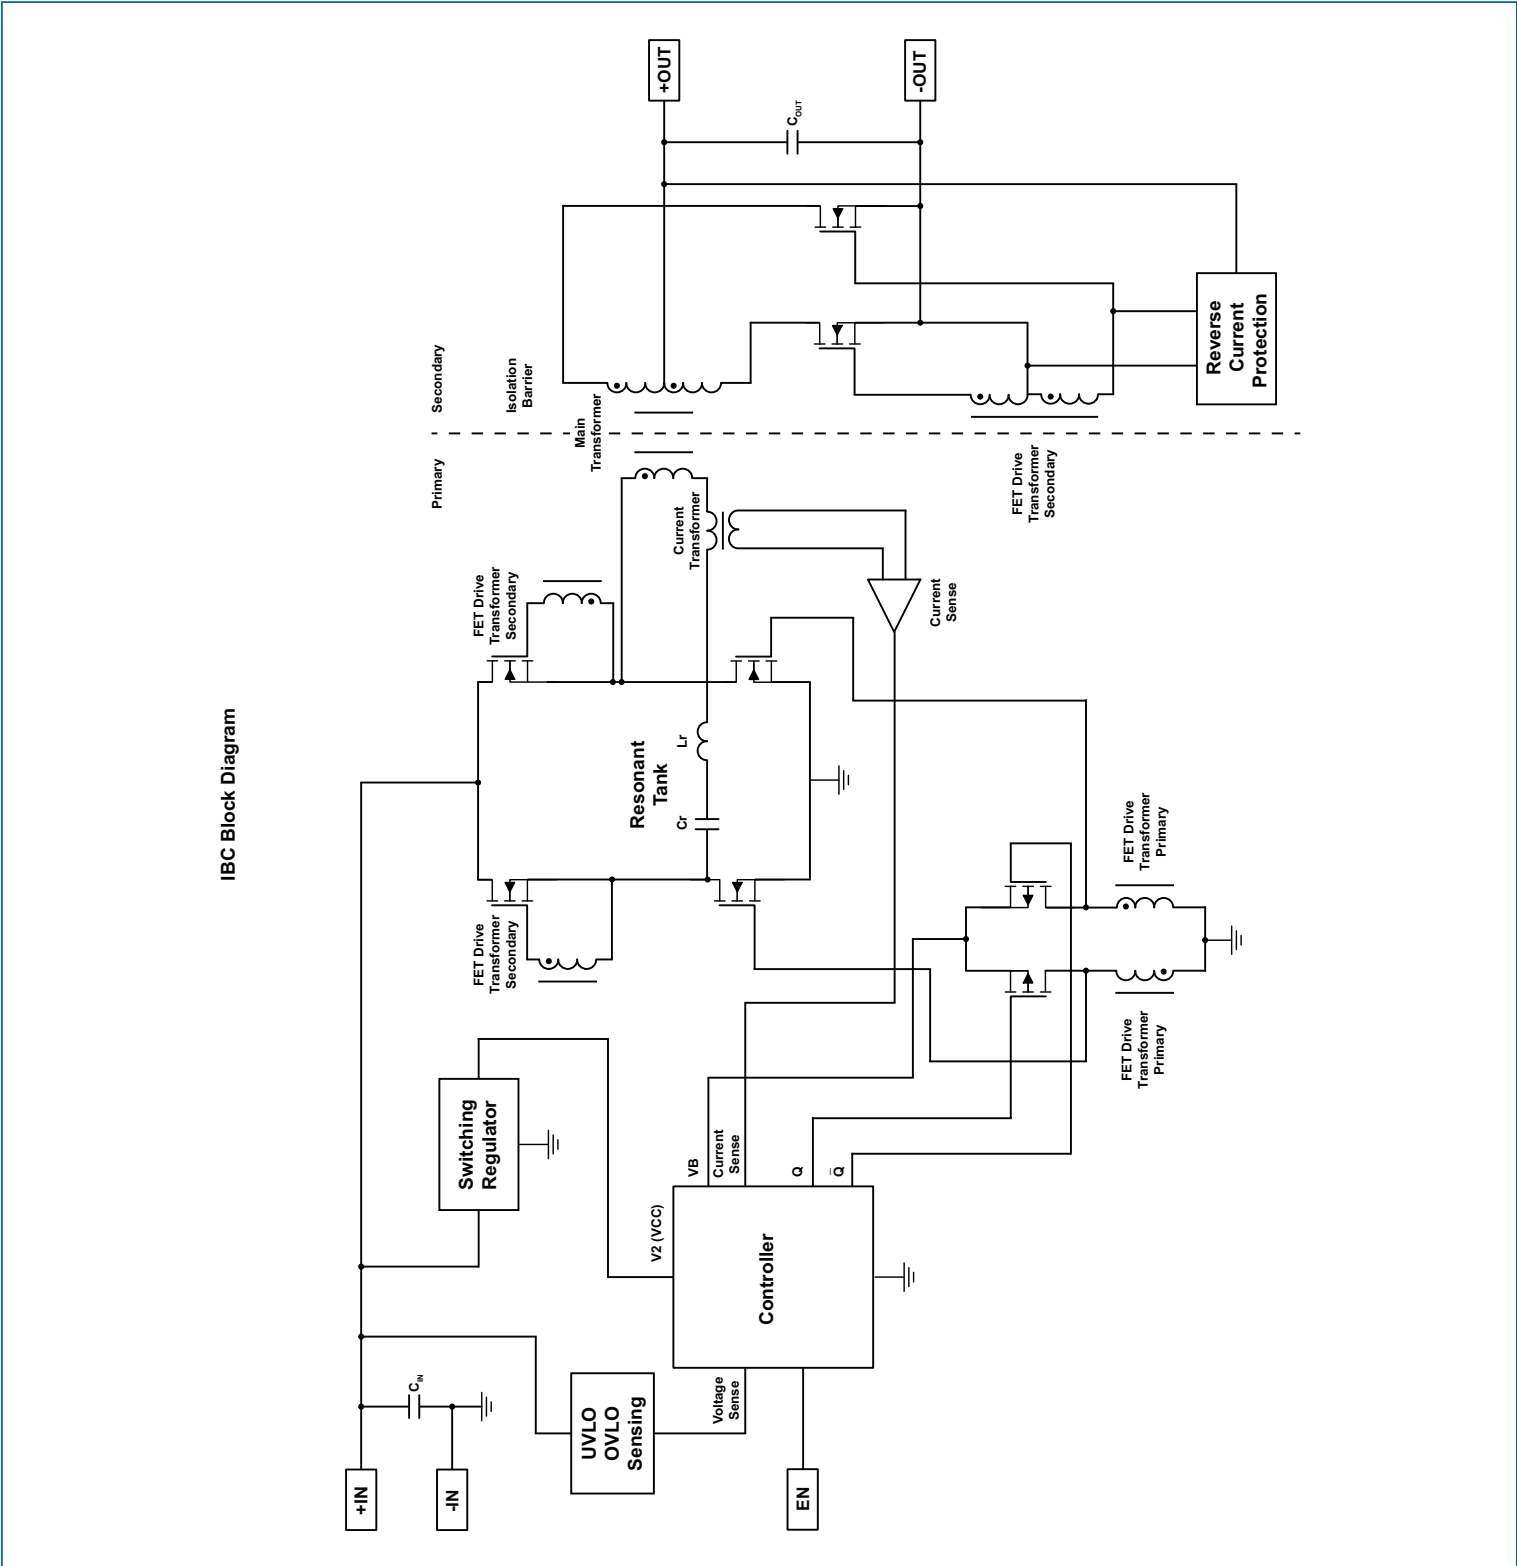 IBC Block Diagram
+IN
-IN
C_IN
UVLO
OVLO
Sensing
EN
Voltage
Sense
Switching
Regulator
V2 (VCC)
Controller
VB
Current
Sense
Q
Q̅
FET Drive
Transformer
Secondary
FET Drive
Transformer
Secondary
Resonant
Tank
Cr
Lr
Current
Transformer
Current
Sense
FET Drive
Transformer
Primary
FET Drive
Transformer
Primary
Primary
Secondary
Isolation
Barrier
Main
Transformer
FET Drive
Transformer
Secondary
Reverse
Current
Protection
C_OUT
+OUT
-OUT